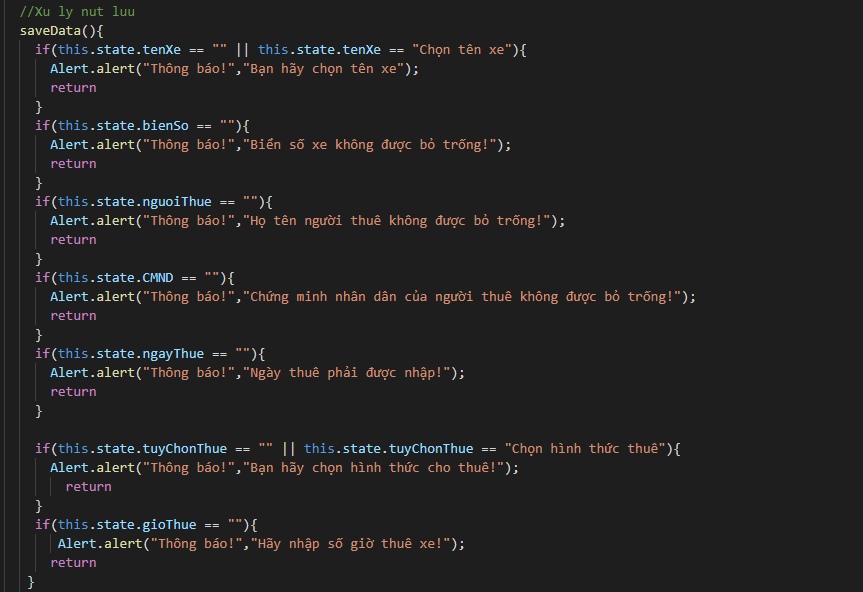 //Xu ly nut luu
saveData(){
if(this.state.tenXe == "" || this.state.tenXe == "Chọn tên xe"){
Alert.alert("Thông báo!","Bạn hãy chọn tên xe");
return
}
if(this.state.bienSo == ""){
Alert.alert("Thông báo!","Biển số xe không được bỏ trống!");
return
}
if(this.state.nguoiThue == ""){
Alert.alert("Thông báo!","Họ tên người thuê không được bỏ trống!");
return
}
if(this.state.CMND == ""){
Alert.alert("Thông báo!","Chứng minh nhân dân của người thuê không được bỏ trống!");
return
}
if(this.state.ngayThue == ""){
Alert.alert("Thông báo!","Ngày thuê phải được nhập!");
return
}
if(this.state.tuyChonThue == "" || this.state.tuyChonThue == "Chọn hình thức thuê"){
Alert.alert("Thông báo!","Bạn hãy chọn hình thức cho thuê!");
return
}
if(this.state.gioThue == ""){
Alert.alert("Thông báo!","Hãy nhập số giờ thuê xe!");
return
}